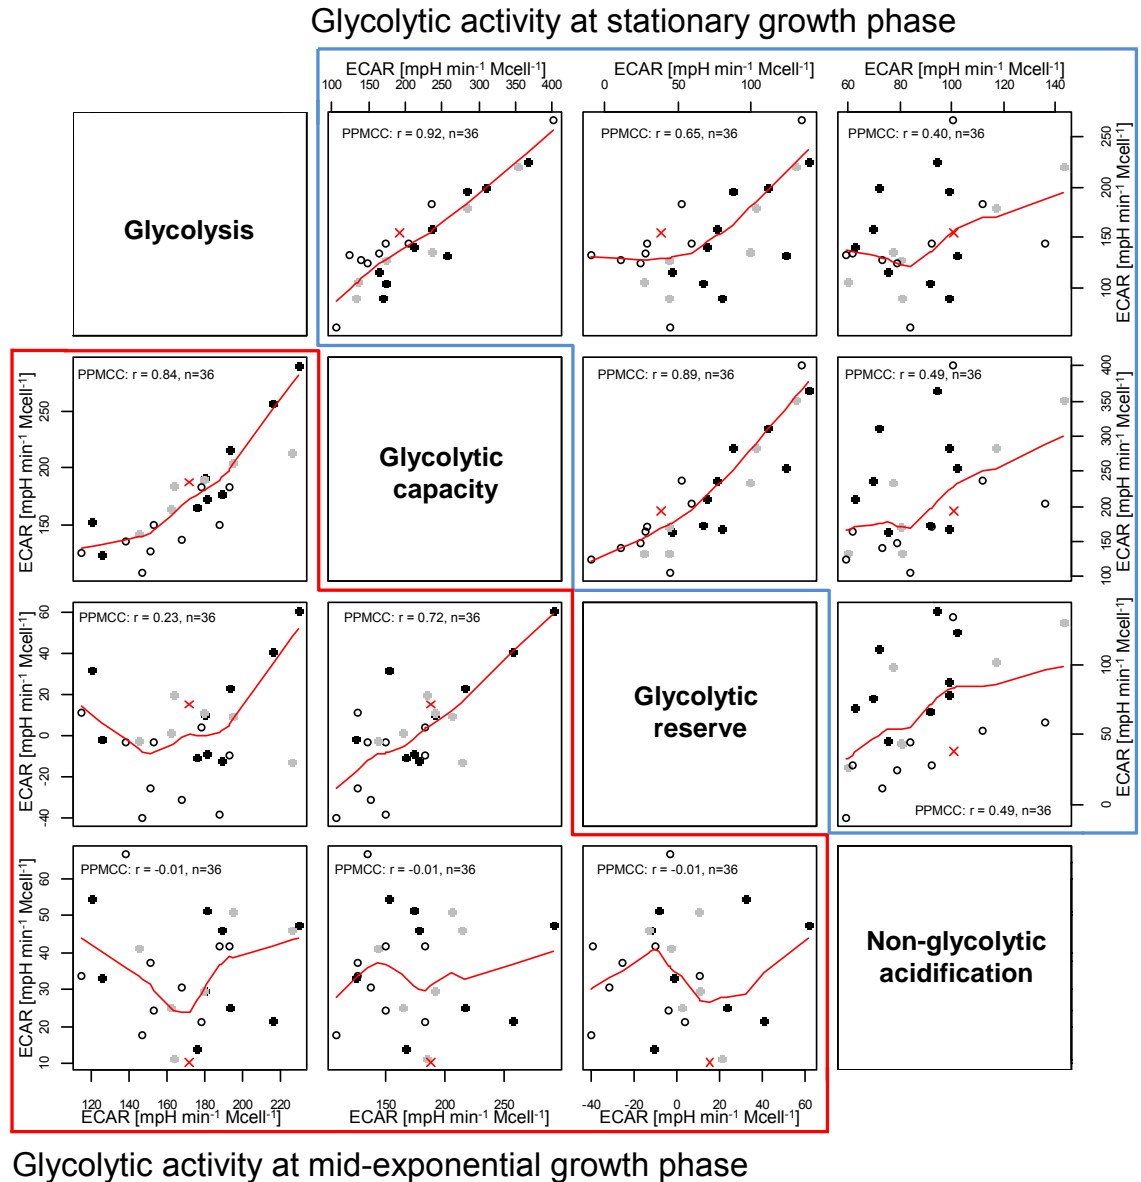 Glycolytic activity at stationary growth phase
ECAR [mpH min⁻¹ Mcell⁻¹] ECAR [mpH min⁻¹ Mcell⁻¹] ECAR [mpH min⁻¹ Mcell⁻¹]
100 150 200 250 300 350 400 0 50 100 60 80 100 120 140
Glycolysis
PPMCC: r = 0.92, n=36
PPMCC: r = 0.65, n=36
PPMCC: r = 0.40, n=36
100 150 200 250
ECAR [mpH min⁻¹ Mcell⁻¹]
ECAR [mpH min⁻¹ Mcell⁻¹]
150 200 250
PPMCC: r = 0.84, n=36
Glycolytic
capacity
PPMCC: r = 0.89, n=36
PPMCC: r = 0.49, n=36
100 150 200 250 300 350 400
ECAR [mpH min⁻¹ Mcell⁻¹]
ECAR [mpH min⁻¹ Mcell⁻¹]
-40 -20 0 20 40 60
PPMCC: r = 0.23, n=36
PPMCC: r = 0.72, n=36
Glycolytic
reserve
PPMCC: r = 0.49, n=36
0 50 100
ECAR [mpH min⁻¹ Mcell⁻¹]
ECAR [mpH min⁻¹ Mcell⁻¹]
10 20 30 40 50 60
PPMCC: r = -0.01, n=36
PPMCC: r = -0.01, n=36
PPMCC: r = -0.01, n=36
Non-glycolytic
acidification
120 140 160 180 200 220 150 200 250 -40 -20 0 20 40 60
ECAR [mpH min⁻¹ Mcell⁻¹] ECAR [mpH min⁻¹ Mcell⁻¹] ECAR [mpH min⁻¹ Mcell⁻¹]
Glycolytic activity at mid-exponential growth phase